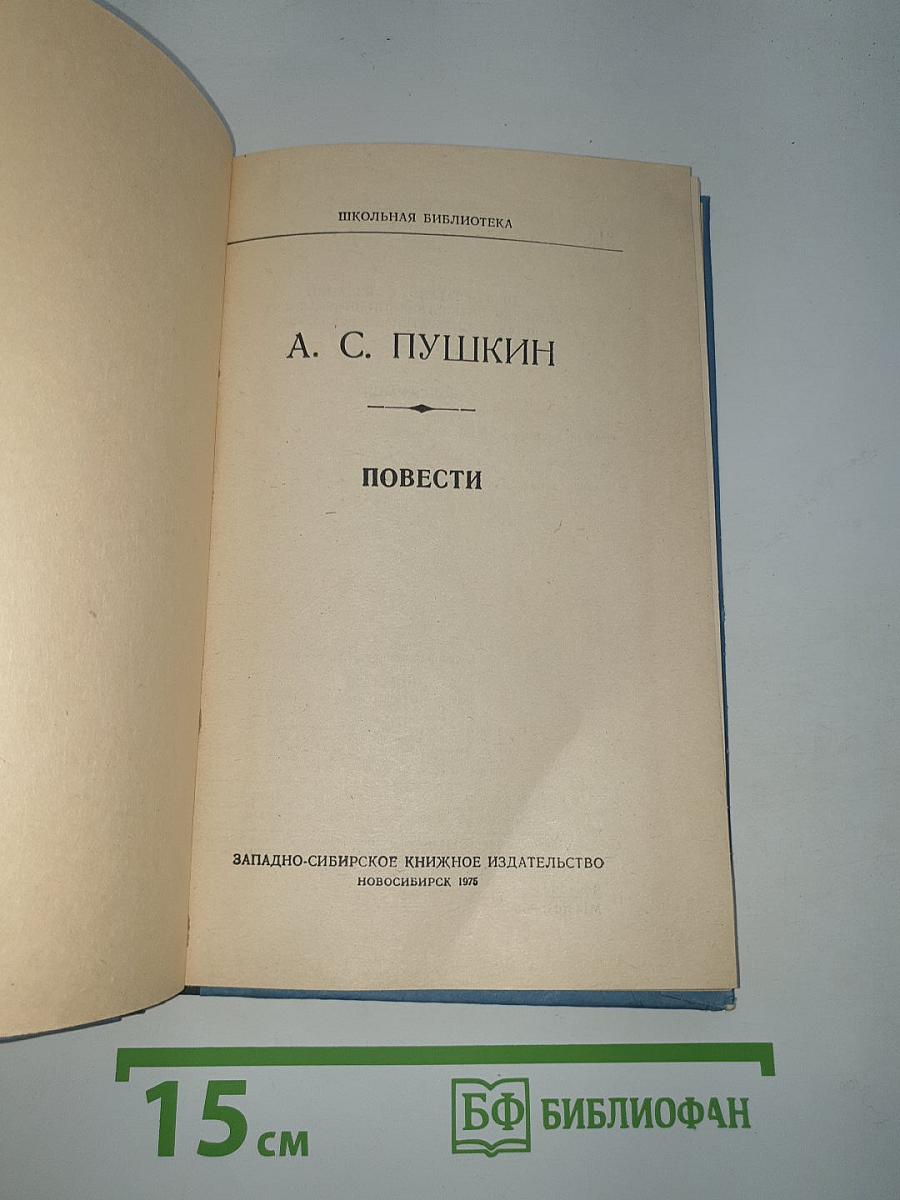 ШКОЛЬНАЯ БИБЛИОТЕКА
А. С. ПУШКИН
ПОВЕСТИ
ЗАПАДНО-СИБИРСКОЕ КНИЖНОЕ ИЗДАТЕЛЬСТВО
НОВОСИБИРСК 1975
15 см
БФ БИБЛИОФАН